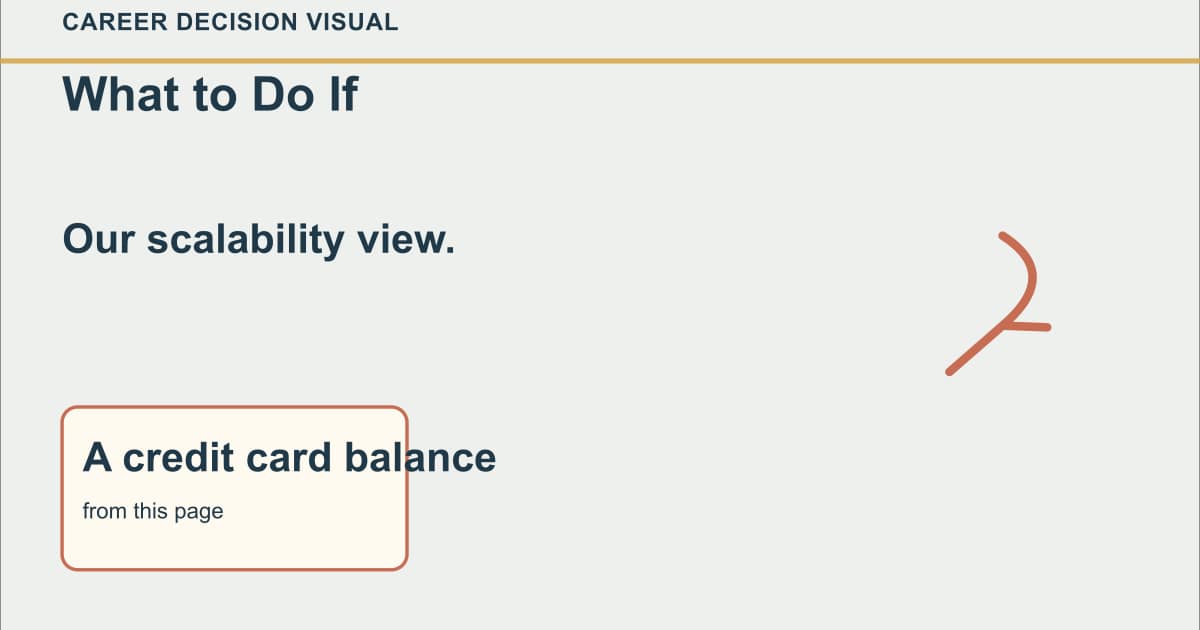 CAREER DECISION VISUAL
What to Do If
Our scalability view.
A credit card balance
from this page